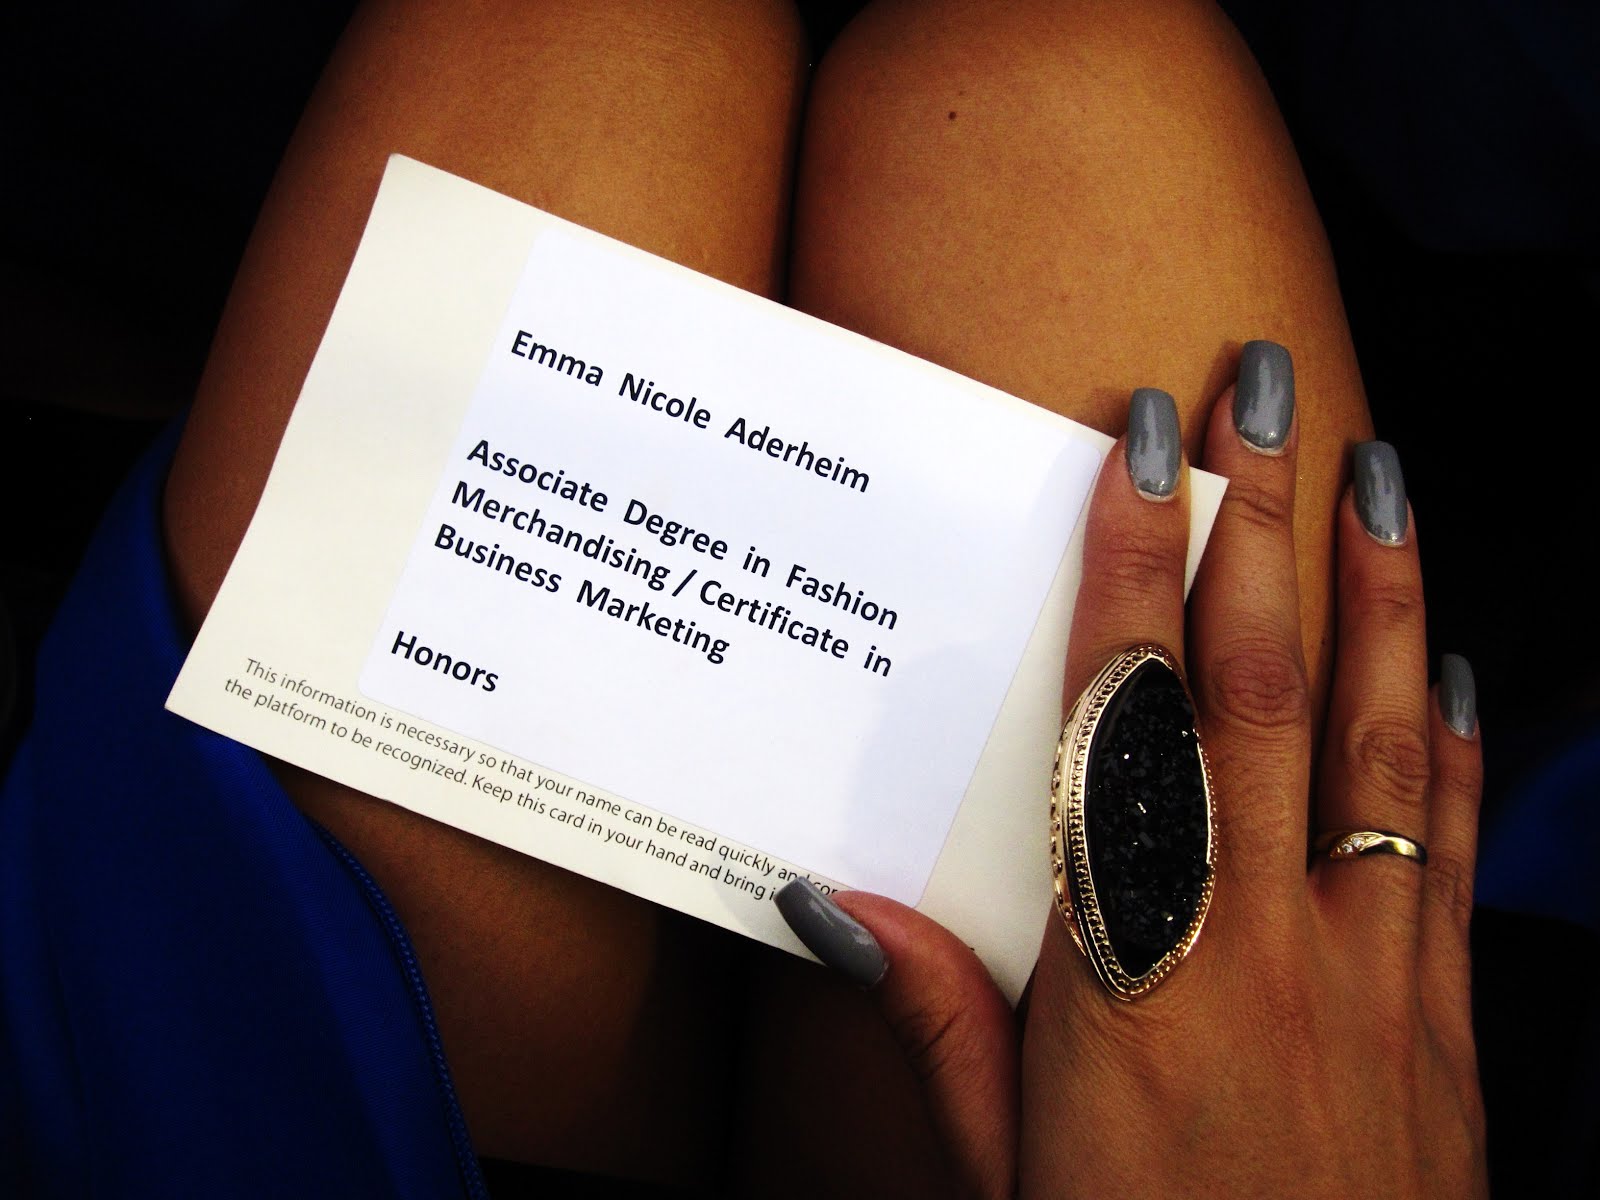 Emma Nicole Aderheim
Associate Degree in Fashion
Merchandising / Certificate in
Business Marketing
Honors
This information is necessary so that your name can be read quickly and
the platform to be recognized. Keep this card in your hand and bring